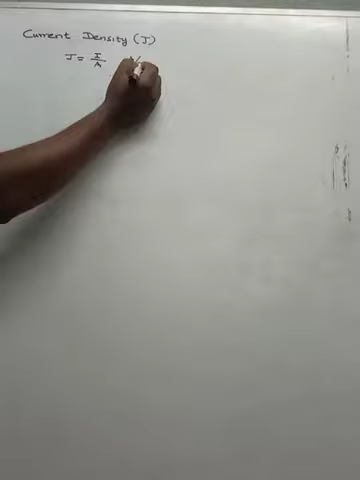 Current Density (J)
J = I/A